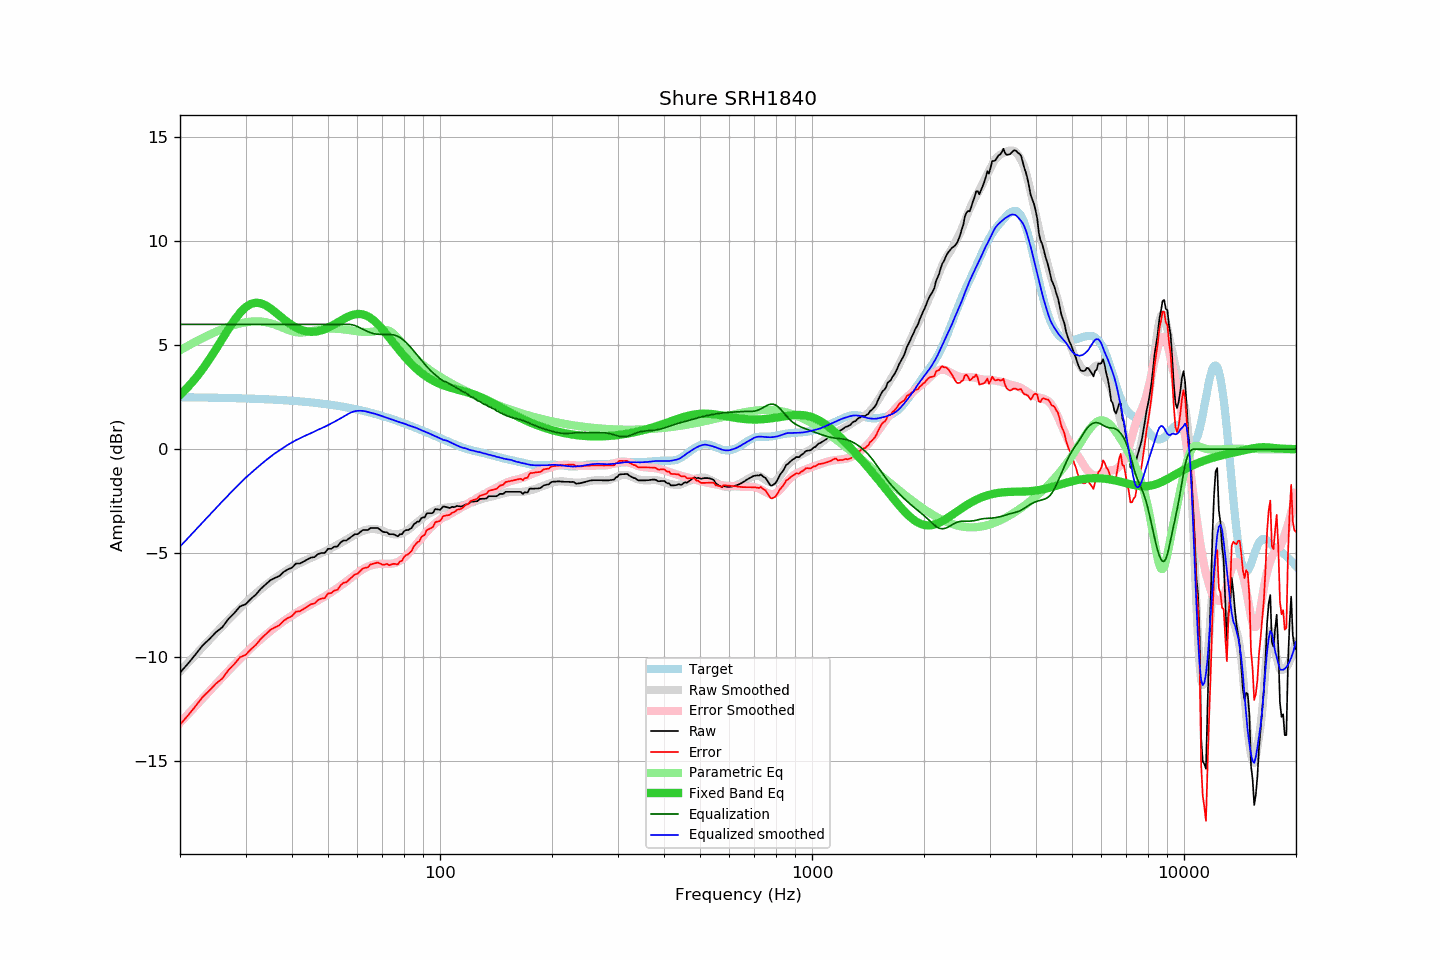 Shure SRH1840
15
10
5
0
−5
−10
−15
Amplitude (dBr)
100
1000
10000
Frequency (Hz)
Target
Raw Smoothed
Error Smoothed
Raw
Error
Parametric Eq
Fixed Band Eq
Equalization
Equalized smoothed